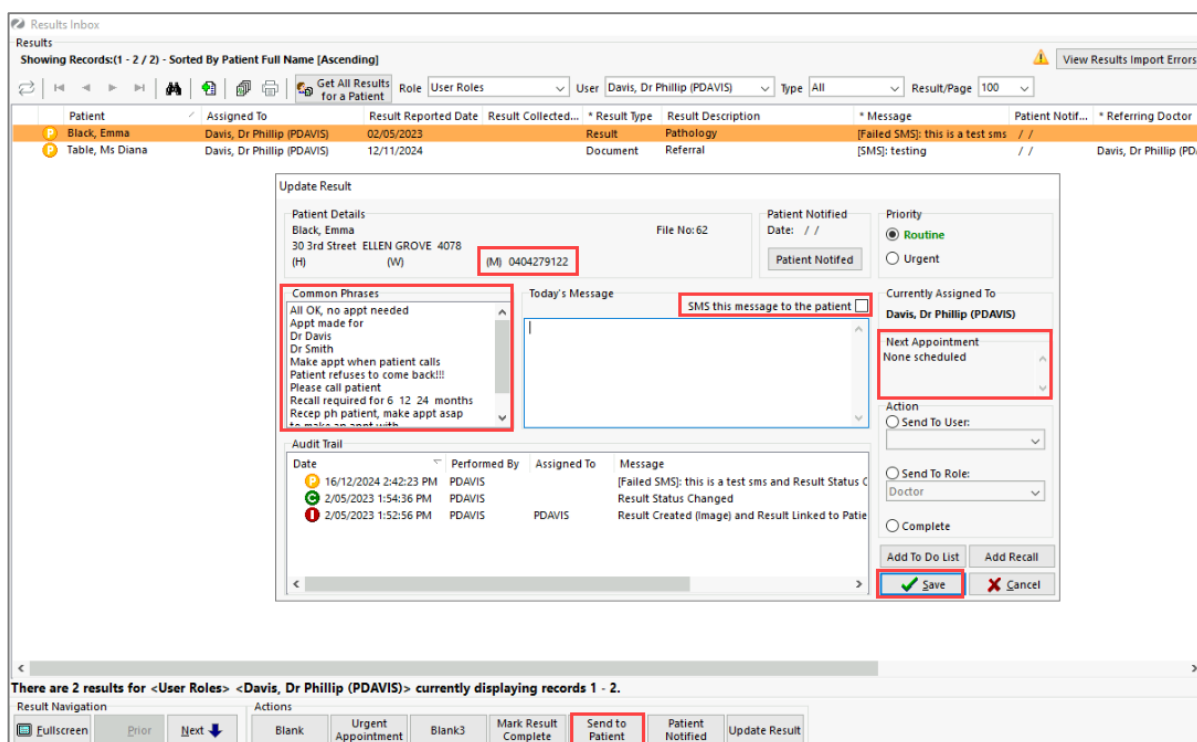 Results Inbox
Results
Showing Records:(1 - 2 / 2) - Sorted By Patient Full Name [Ascending]
View Results Import Errors
Get All Results for a Patient Role User Roles User Davis, Dr Phillip (PDAVIS) Type All Result/Page 100
Patient Assigned To Result Reported Date Result Collected... * Result Type Result Description * Message Patient Notif... * Referring Doctor
P Black, Emma Davis, Dr Phillip (PDAVIS) 02/05/2023 Result Pathology [Failed SMS]: this is a test sms / /
P Table, Ms Diana Davis, Dr Phillip (PDAVIS) 12/11/2024 Document Referral [SMS]: testing / / Davis, Dr Phillip (PD
Update Result
Patient Details
Black, Emma File No: 62
30 3rd Street ELLEN GROVE 4078
(H) (W) (M) 0404279122
Patient Notified
Date: / /
Patient Notifed
Priority
Routine
Urgent
Common Phrases
All OK, no appt needed
Appt made for
Dr Davis
Dr Smith
Make appt when patient calls
Patient refuses to come back!!!
Please call patient
Recall required for 6 12 24 months
Recep ph patient, make appt asap
to make an appt with
Today's Message
SMS this message to the patient
Currently Assigned To
Davis, Dr Phillip (PDAVIS)
Next Appointment
None scheduled
Action
Send To User:
Send To Role:
Doctor
Complete
Audit Trail
Date Performed By Assigned To Message
P 16/12/2024 2:42:23 PM PDAVIS [Failed SMS]: this is a test sms and Result Status C
C 2/05/2023 1:54:36 PM PDAVIS Result Status Changed
I 2/05/2023 1:52:56 PM PDAVIS PDAVIS Result Created (Image) and Result Linked to Patie
Add To Do List Add Recall
Save Cancel
There are 2 results for <User Roles> <Davis, Dr Phillip (PDAVIS)> currently displaying records 1 - 2.
Result Navigation Actions
Fullscreen Prior Next Blank Urgent Appointment Blank3 Mark Result Complete Send to Patient Patient Notified Update Result